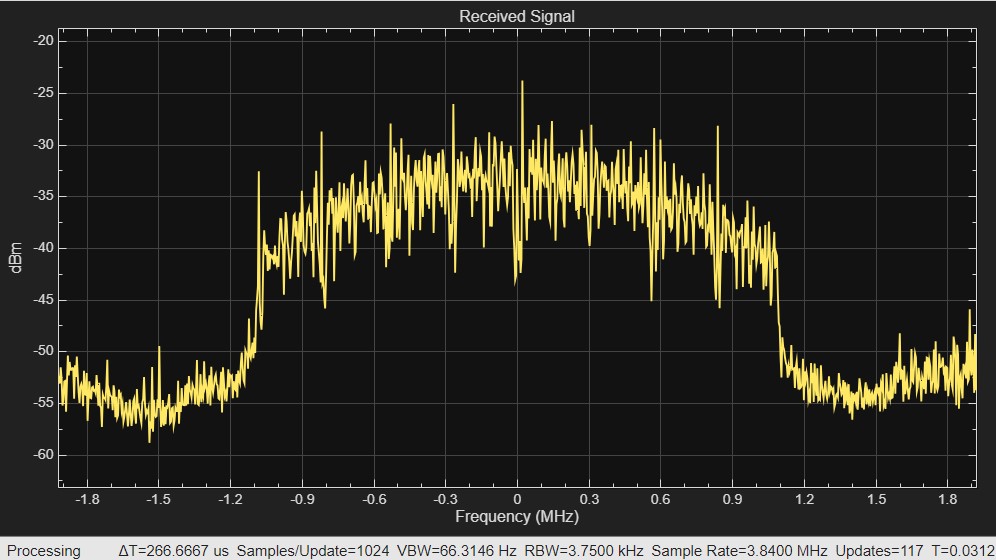 Received Signal
-20
-25
-30
-35
-40
-45
-50
-55
-60
dBm
-1.8 -1.5 -1.2 -0.9 -0.6 -0.3 0 0.3 0.6 0.9 1.2 1.5 1.8
Frequency (MHz)
Processing ΔT=266.6667 us Samples/Update=1024 VBW=66.3146 Hz RBW=3.7500 kHz Sample Rate=3.8400 MHz Updates=117 T=0.0312